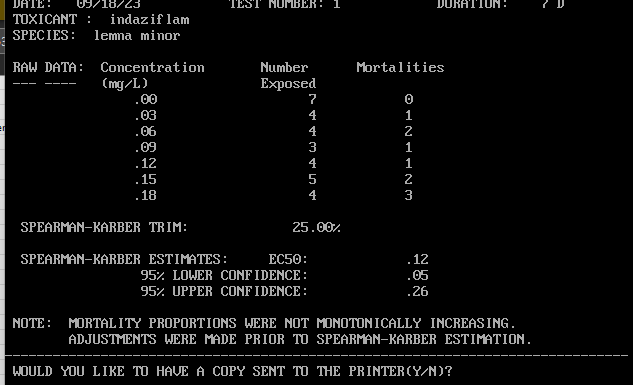 DATE: 09/18/23 TEST NUMBER: 1 DURATION: 7 D
TOXICANT : indaziflam
SPECIES: lemna minor
RAW DATA: Concentration Number Mortalities
--- ---- (mg/L) Exposed
.00 7 0
.03 4 1
.06 4 2
.09 3 1
.12 4 1
.15 5 2
.18 4 3
SPEARMAN-KARBER TRIM: 25.00%
SPEARMAN-KARBER ESTIMATES: EC50: .12
95% LOWER CONFIDENCE: .05
95% UPPER CONFIDENCE: .26
NOTE: MORTALITY PROPORTIONS WERE NOT MONOTONICALLY INCREASING.
ADJUSTMENTS WERE MADE PRIOR TO SPEARMAN-KARBER ESTIMATION.
WOULD YOU LIKE TO HAVE A COPY SENT TO THE PRINTER(Y/N)?